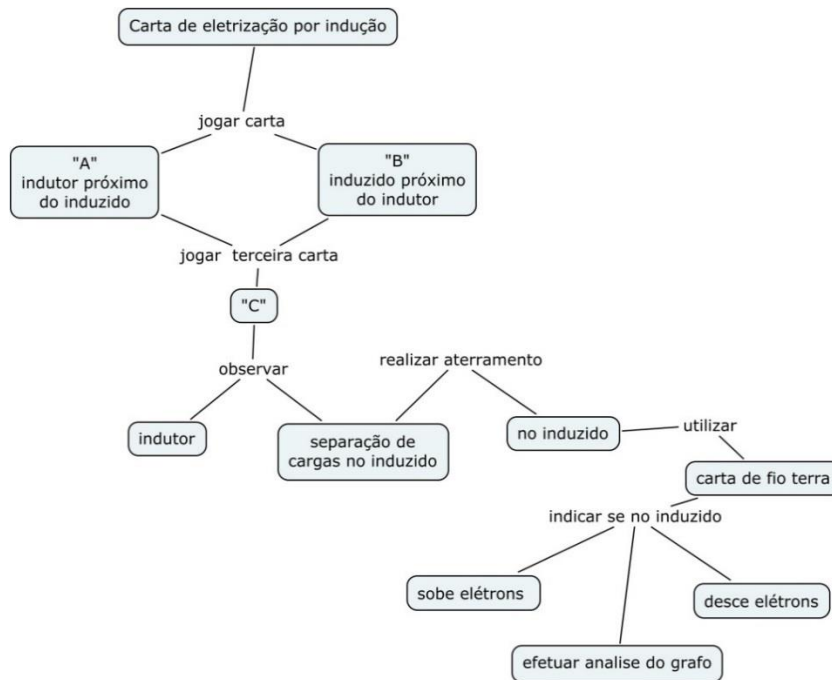 Carta de eletrização por indução
jogar carta
"A"
indutor próximo
do induzido
"B"
induzido próximo
do indutor
jogar terceira carta
"C"
observar
realizar aterramento
indutor
separação de
cargas no induzido
no induzido
utilizar
carta de fio terra
indicar se no induzido
sobe elétrons
desce elétrons
efetuar analise do grafo